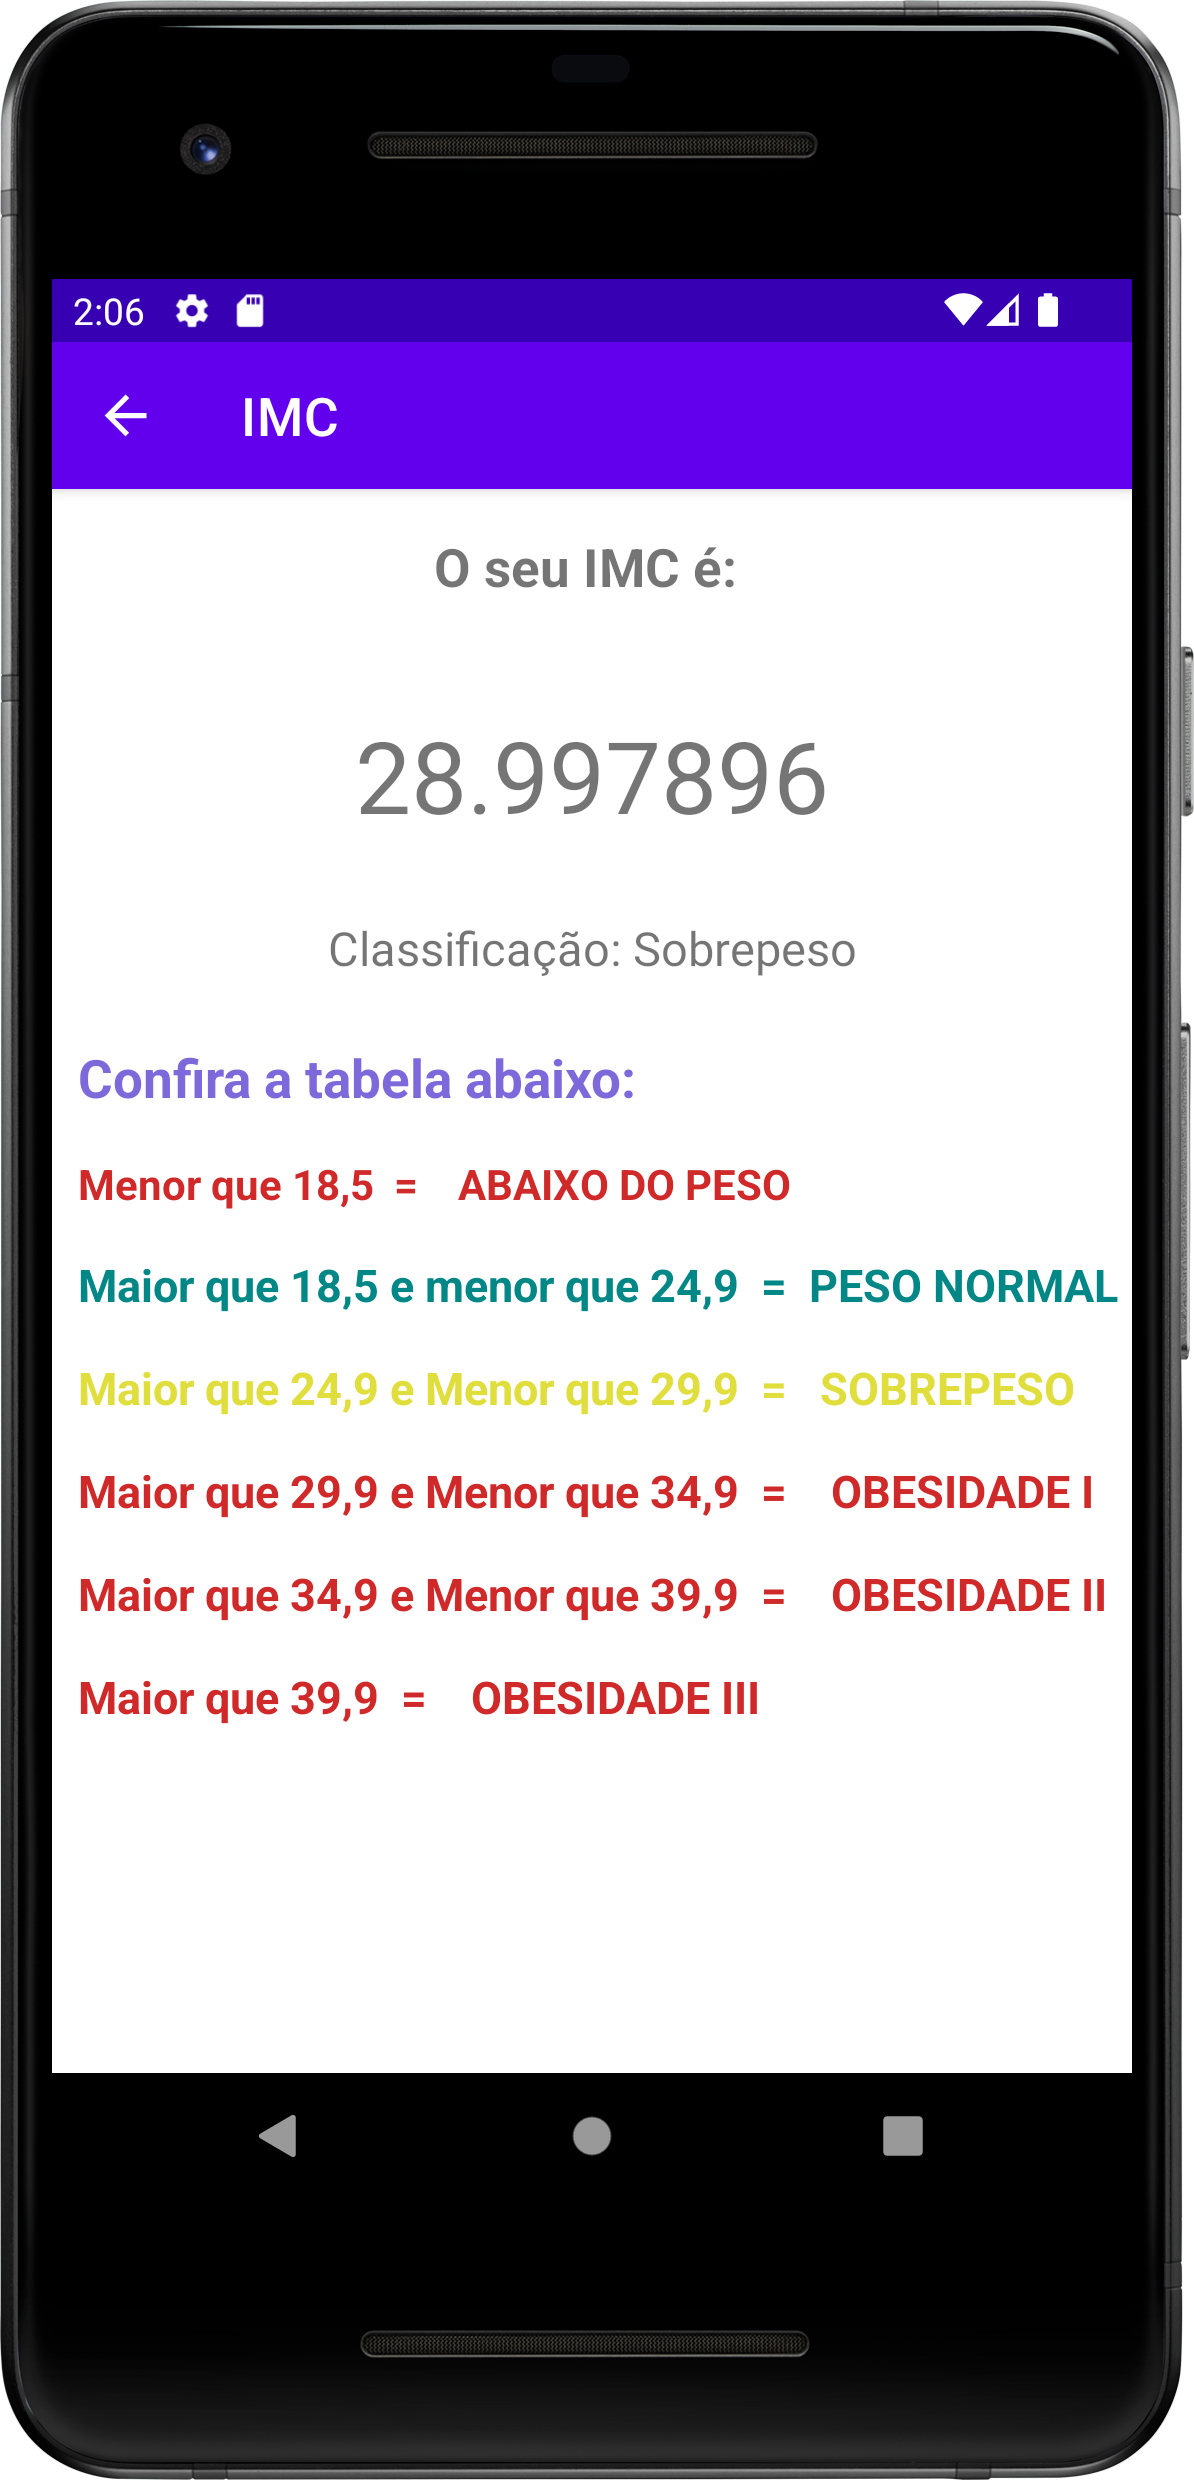 2:06
IMC
O seu IMC é:
28.997896
Classificação: Sobrepeso
Confira a tabela abaixo:
Menor que 18,5 = ABAIXO DO PESO
Maior que 18,5 e menor que 24,9 = PESO NORMAL
Maior que 24,9 e Menor que 29,9 = SOBREPESO
Maior que 29,9 e Menor que 34,9 = OBESIDADE I
Maior que 34,9 e Menor que 39,9 = OBESIDADE II
Maior que 39,9 = OBESIDADE III